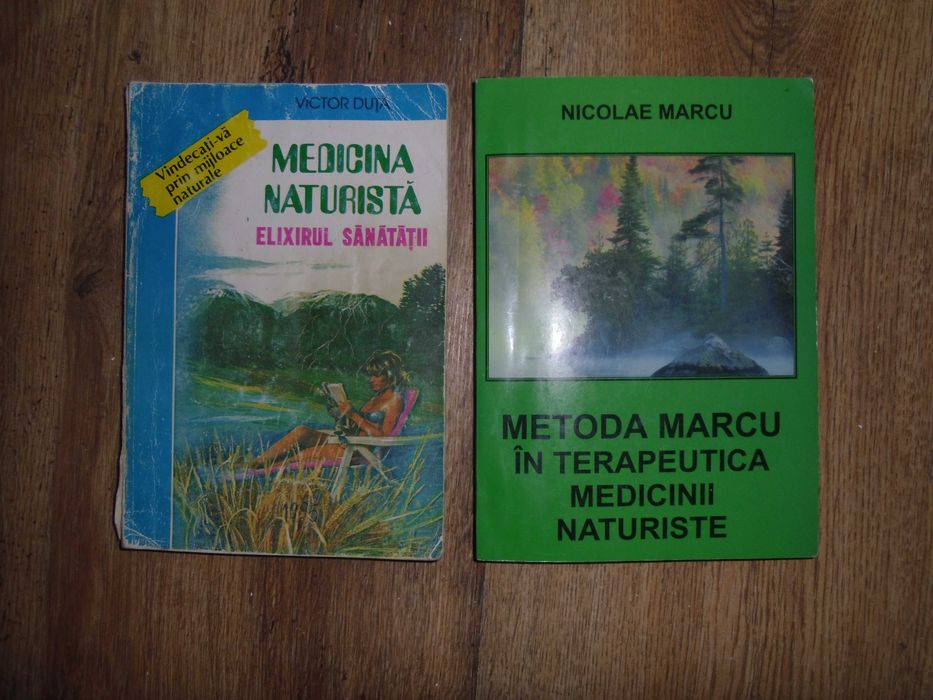 VICTOR DUȚĂ
Vindecați-vă
prin mijloace
naturale
MEDICINA
NATURISTĂ
ELIXIRUL SĂNĂTĂȚII
NICOLAE MARCU
METODA MARCU
ÎN TERAPEUTICA
MEDICINII
NATURISTE